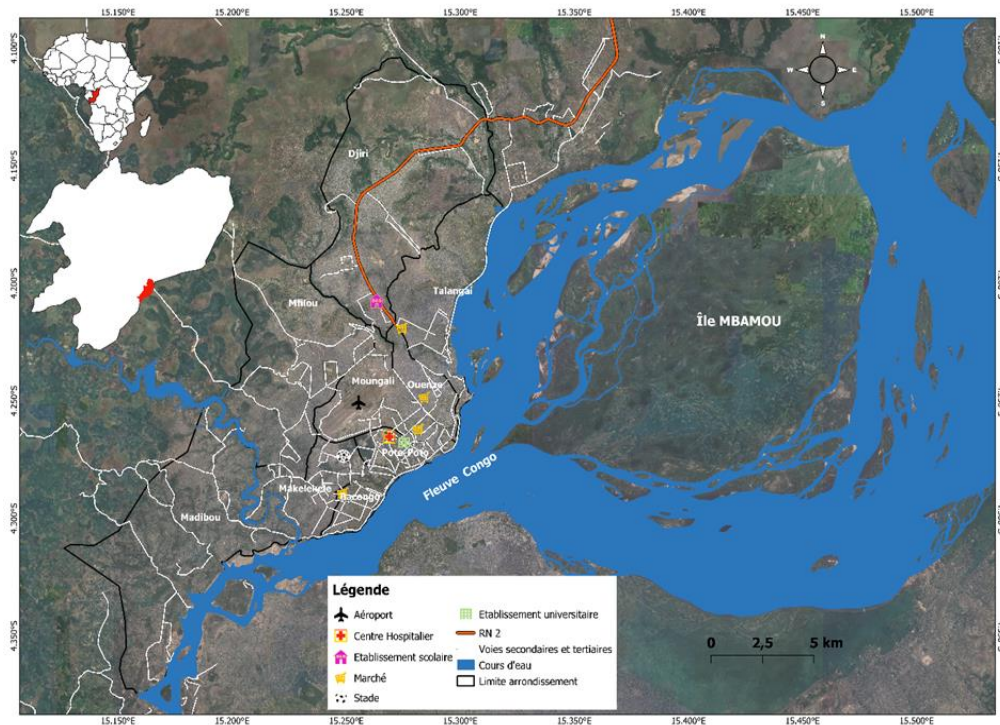 15.150°E 15.200°E 15.250°E 15.300°E 15.350°E 15.400°E 15.450°E 15.500°E
4.100°S
4.150°S
4.200°S
4.250°S
4.300°S
4.350°S
N
W E
S
Djiri
Mfilou
Talangaï
Île MBAMOU
Moungali
Ouenze
Poto-Poto
Makelekele
Bacongo
Madibou
Fleuve Congo
Légende
Aéroport
Centre Hospitalier
Etablissement scolaire
Marché
Stade
Etablissement universitaire
RN 2
Voies secondaires et tertiaires
Cours d'eau
Limite arrondissement
0 2,5 5 km
15.150°E 15.200°E 15.250°E 15.300°E 15.350°E 15.400°E 15.450°E 15.500°E